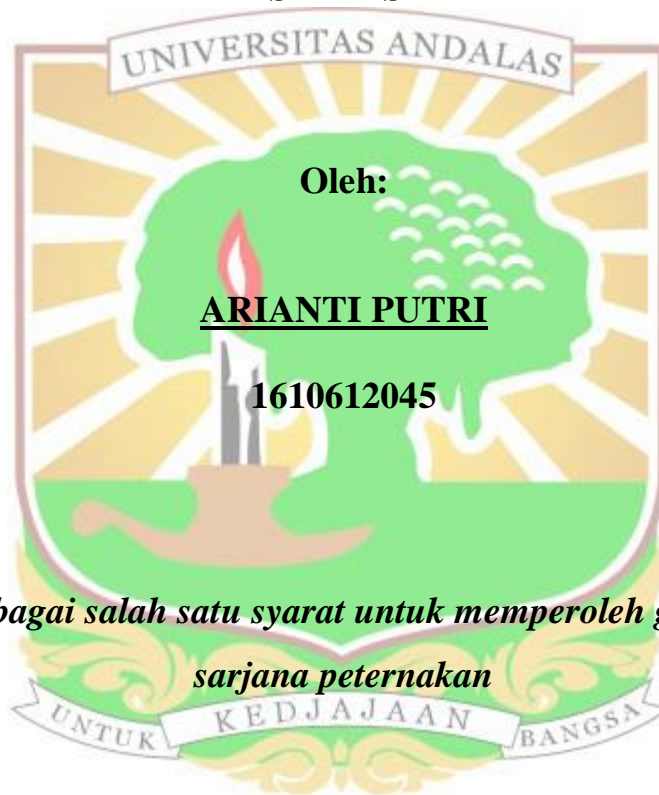 UNIVERSITAS ANDALAS
Oleh:
ARIANTI PUTRI
1610612045
bagai salah satu syarat untuk memperoleh g
sarjana peternakan
UNTUK KEDJAJAAN BANGSA